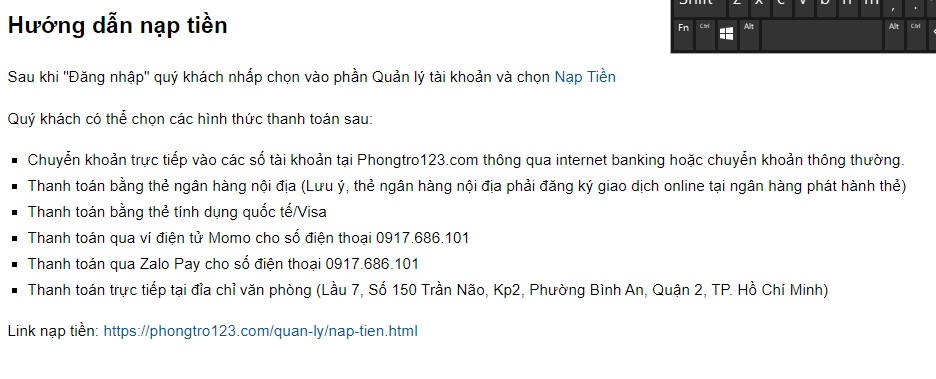 Hướng dẫn nạp tiền
Shift z x c v b n m , .
Fn Ctrl Alt Alt Ctrl
Sau khi "Đăng nhập" quý khách nhấp chọn vào phần Quản lý tài khoản và chọn Nạp Tiền
Quý khách có thể chọn các hình thức thanh toán sau:
Chuyển khoản trực tiếp vào các số tài khoản tại Phongtro123.com thông qua internet banking hoặc chuyển khoản thông thường.
Thanh toán bằng thẻ ngân hàng nội địa (Lưu ý, thẻ ngân hàng nội địa phải đăng ký giao dịch online tại ngân hàng phát hành thẻ)
Thanh toán bằng thẻ tính dụng quốc tế/Visa
Thanh toán qua ví điện tử Momo cho số điện thoại 0917.686.101
Thanh toán qua Zalo Pay cho số điện thoại 0917.686.101
Thanh toán trực tiếp tại đỉa chỉ văn phòng (Lầu 7, Số 150 Trần Não, Kp2, Phường Bình An, Quận 2, TP. Hồ Chí Minh)
Link nạp tiền: https://phongtro123.com/quan-ly/nap-tien.html